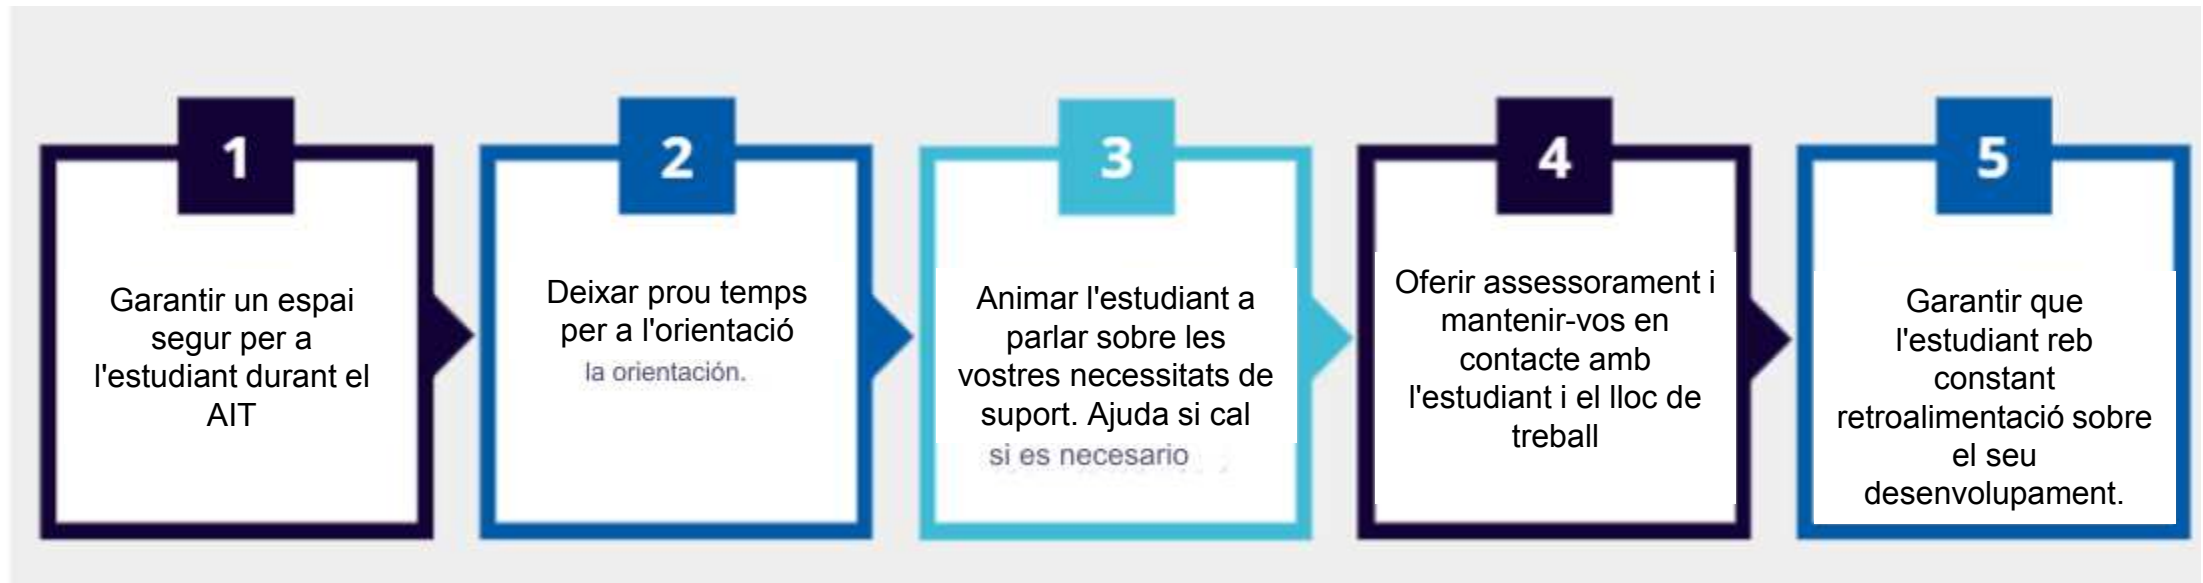 1
Garantir un espai
segur per a
l'estudiant durant el
AIT
2
Deixar prou temps
per a l'orientació
la orientación.
3
Animar l'estudiant a
parlar sobre les
vostres necessitats de
suport. Ajuda si cal
si es necesario
4
Oferir assessorament i
mantenir-vos en
contacte amb
l'estudiant i el lloc de
treball
5
Garantir que
l'estudiant reb
constant
retroalimentació sobre
el seu
desenvolupament.